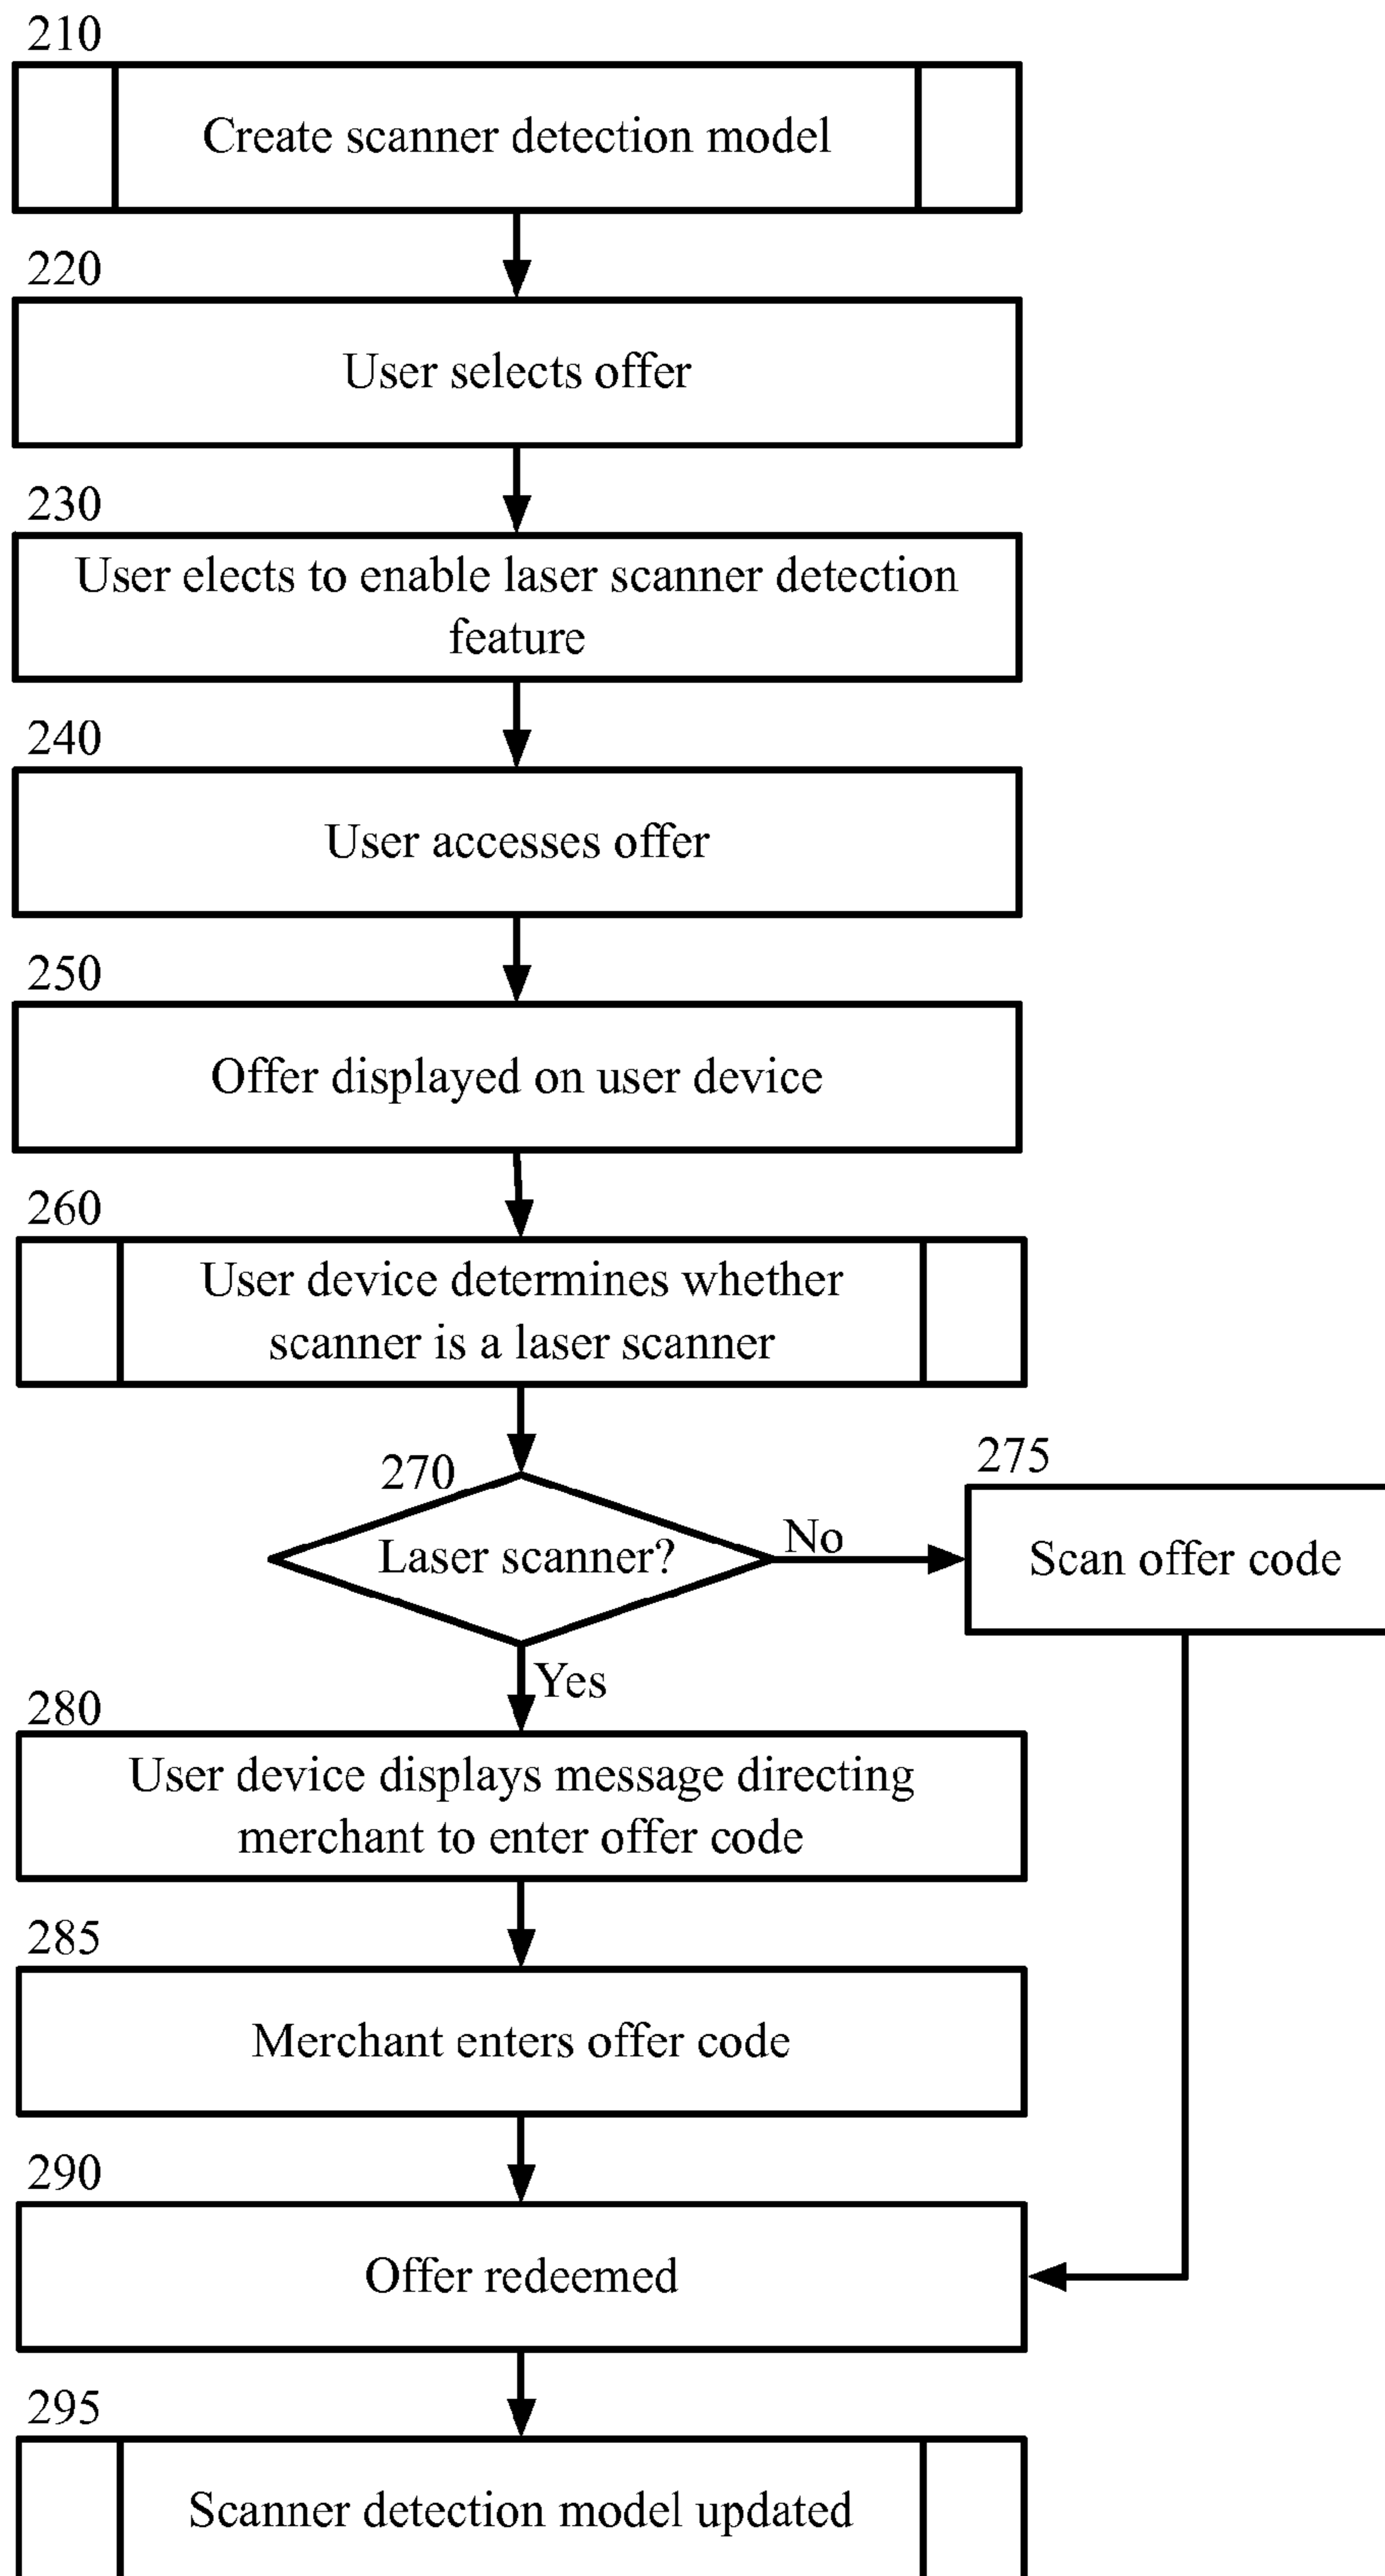 210
Create scanner detection model
220
User selects offer
230
User elects to enable laser scanner detection
feature
240
User accesses offer
250
Offer displayed on user device
260
User device determines whether
scanner is a laser scanner
270
Laser scanner?
No
275
Scan offer code
Yes
280
User device displays message directing
merchant to enter offer code
285
Merchant enters offer code
290
Offer redeemed
295
Scanner detection model updated